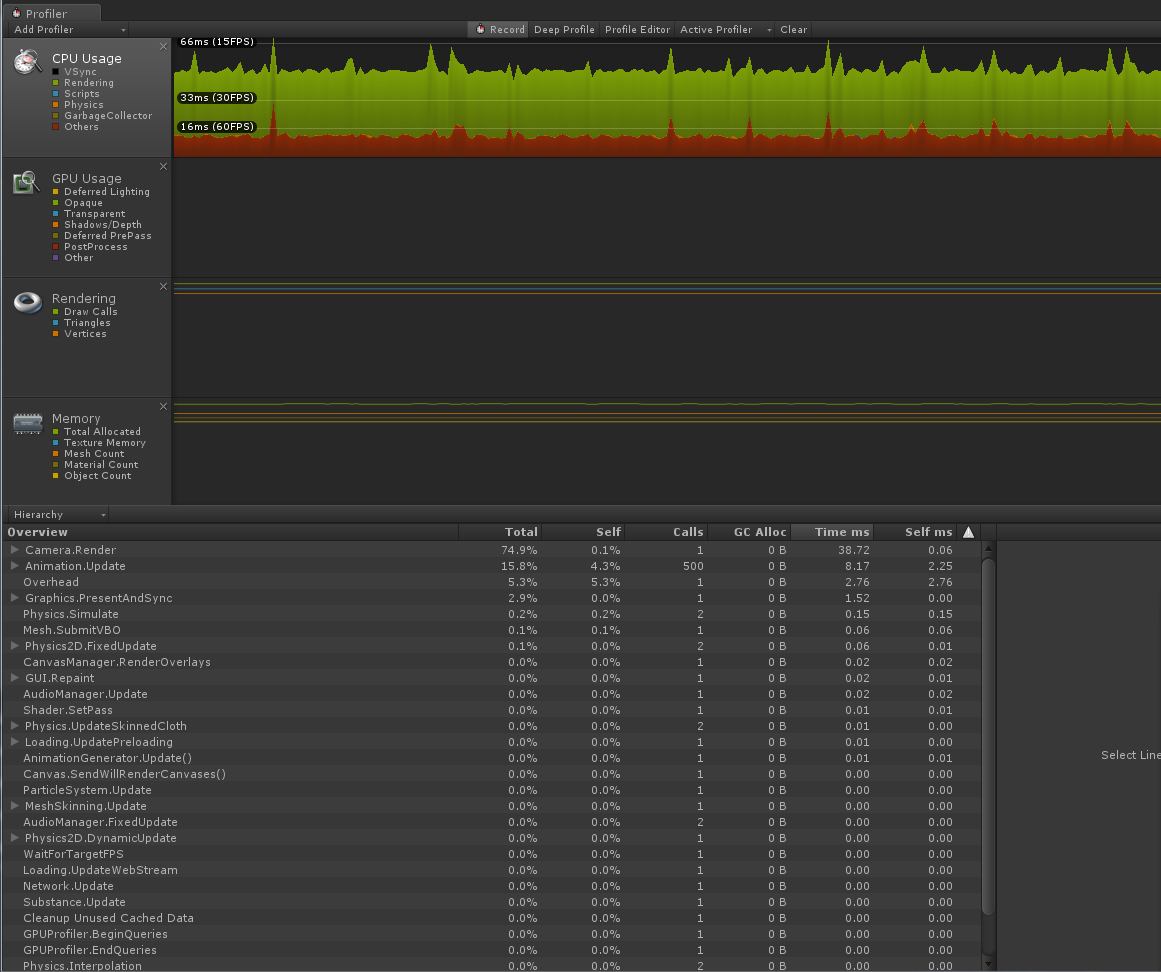 Profiler
Add Profiler Record Deep Profile Profile Editor Active Profiler Clear
CPU Usage
VSync
Rendering
Scripts
Physics
GarbageCollector
Others
66ms (15FPS)
33ms (30FPS)
16ms (60FPS)
GPU Usage
Deferred Lighting
Opaque
Transparent
Shadows/Depth
Deferred PrePass
PostProcess
Other
Rendering
Draw Calls
Triangles
Vertices
Memory
Total Allocated
Texture Memory
Mesh Count
Material Count
Object Count
Hierarchy
Overview Total Self Calls GC Alloc Time ms Self ms
Camera.Render 74.9% 0.1% 1 0 B 38.72 0.06
Animation.Update 15.8% 4.3% 500 0 B 8.17 2.25
Overhead 5.3% 5.3% 1 0 B 2.76 2.76
Graphics.PresentAndSync 2.9% 0.0% 1 0 B 1.52 0.00
Physics.Simulate 0.2% 0.2% 2 0 B 0.15 0.15
Mesh.SubmitVBO 0.1% 0.1% 1 0 B 0.06 0.06
Physics2D.FixedUpdate 0.1% 0.0% 2 0 B 0.06 0.01
CanvasManager.RenderOverlays 0.0% 0.0% 1 0 B 0.02 0.02
GUI.Repaint 0.0% 0.0% 1 0 B 0.02 0.01
AudioManager.Update 0.0% 0.0% 1 0 B 0.02 0.02
Shader.SetPass 0.0% 0.0% 1 0 B 0.01 0.01
Physics.UpdateSkinnedCloth 0.0% 0.0% 2 0 B 0.01 0.00
Loading.UpdatePreloading 0.0% 0.0% 1 0 B 0.01 0.00
AnimationGenerator.Update() 0.0% 0.0% 1 0 B 0.01 0.01
Canvas.SendWillRenderCanvases() 0.0% 0.0% 1 0 B 0.00 0.00
ParticleSystem.Update 0.0% 0.0% 1 0 B 0.00 0.00
MeshSkinning.Update 0.0% 0.0% 1 0 B 0.00 0.00
AudioManager.FixedUpdate 0.0% 0.0% 2 0 B 0.00 0.00
Physics2D.DynamicUpdate 0.0% 0.0% 1 0 B 0.00 0.00
WaitForTargetFPS 0.0% 0.0% 1 0 B 0.00 0.00
Loading.UpdateWebStream 0.0% 0.0% 1 0 B 0.00 0.00
Network.Update 0.0% 0.0% 1 0 B 0.00 0.00
Substance.Update 0.0% 0.0% 1 0 B 0.00 0.00
Cleanup Unused Cached Data 0.0% 0.0% 1 0 B 0.00 0.00
GPUProfiler.BeginQueries 0.0% 0.0% 1 0 B 0.00 0.00
GPUProfiler.EndQueries 0.0% 0.0% 1 0 B 0.00 0.00
Physics.Interpolation 0.0% 0.0% 2 0 B 0.00 0.00
Select Line